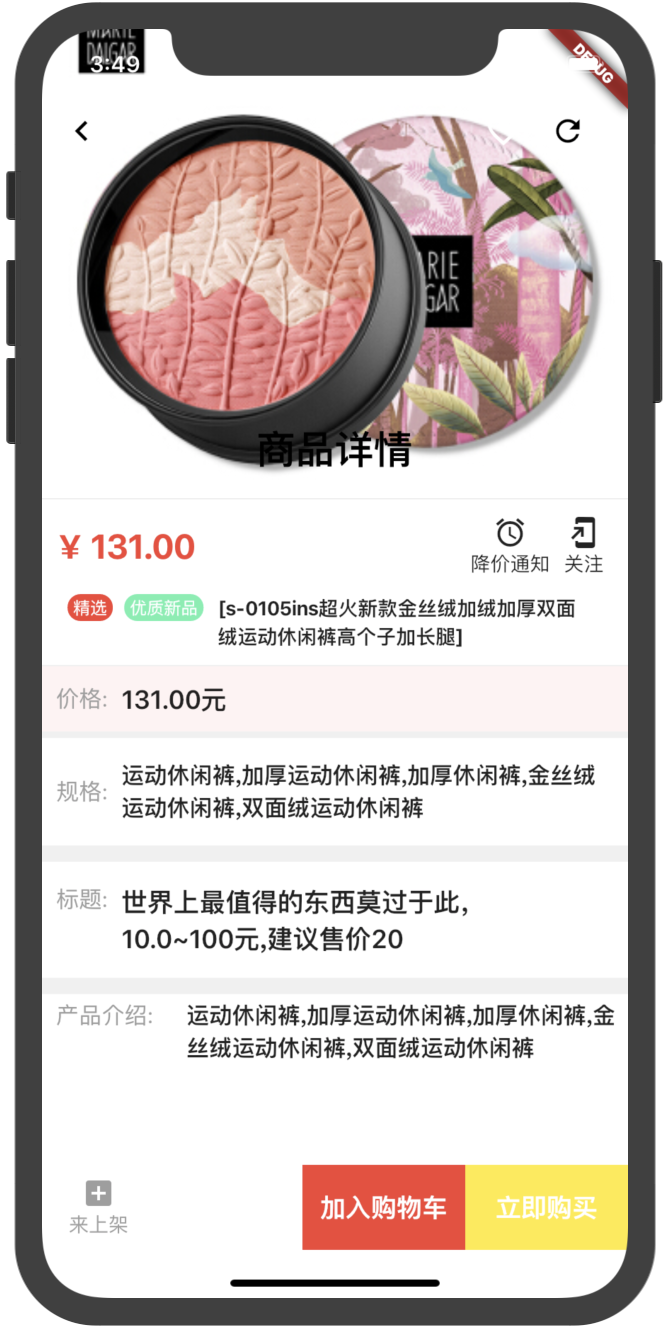 MARIE
DALGAR
3:49
DEBUG
ARIE
GAR
商品详情
¥ 131.00
降价通知 关注
精选 优质新品 [s-0105ins超火新款金丝绒加绒加厚双面
绒运动休闲裤高个子加长腿]
价格: 131.00元
运动休闲裤,加厚运动休闲裤,加厚休闲裤,金丝绒
规格:
运动休闲裤,双面绒运动休闲裤
标题: 世界上最值得的东西莫过于此，
10.0~100元,建议售价20
产品介绍: 运动休闲裤,加厚运动休闲裤,加厚休闲裤,金
丝绒运动休闲裤,双面绒运动休闲裤
来上架
加入购物车 立即购买